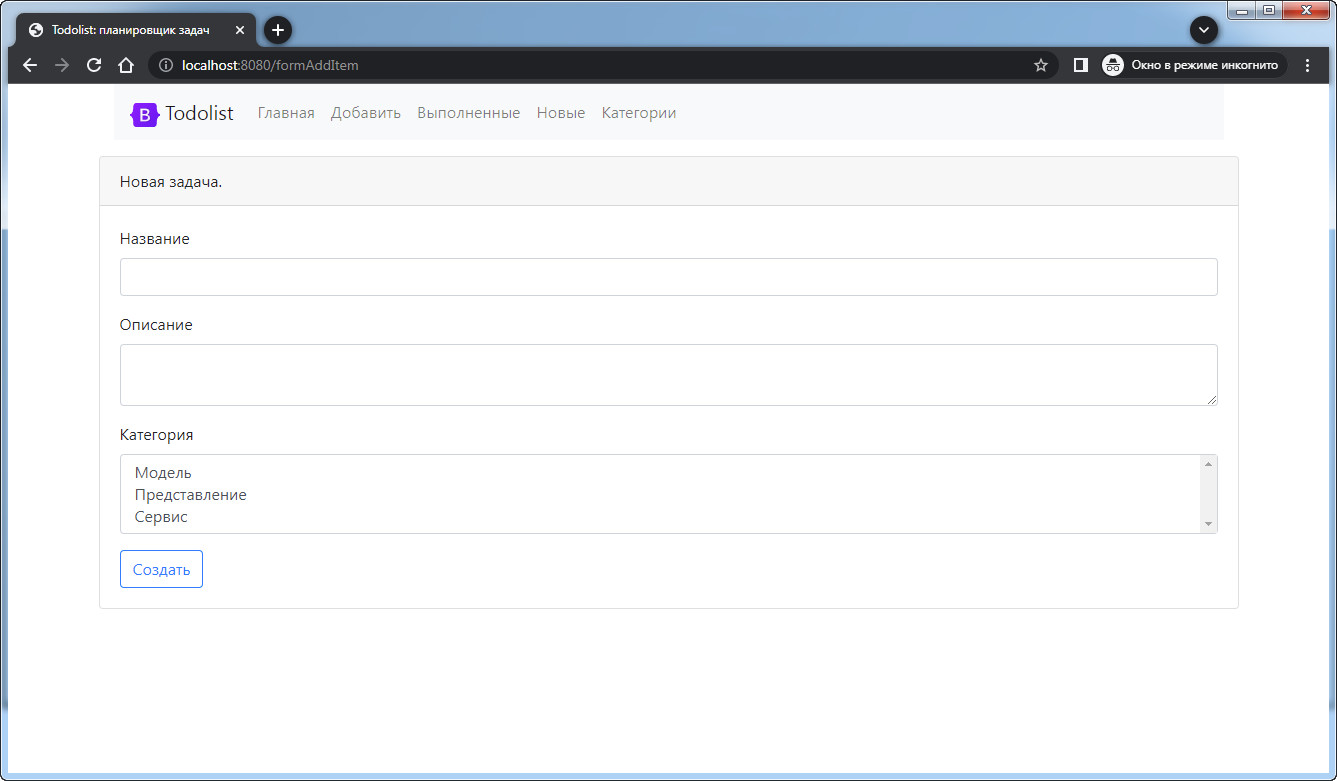 Todolist: планировщик задач
localhost:8080/formAddItem
Окно в режиме инкогнито
B Todolist Главная Добавить Выполненные Новые Категории
Новая задача.
Название
Описание
Категория
Модель
Представление
Сервис
Создать